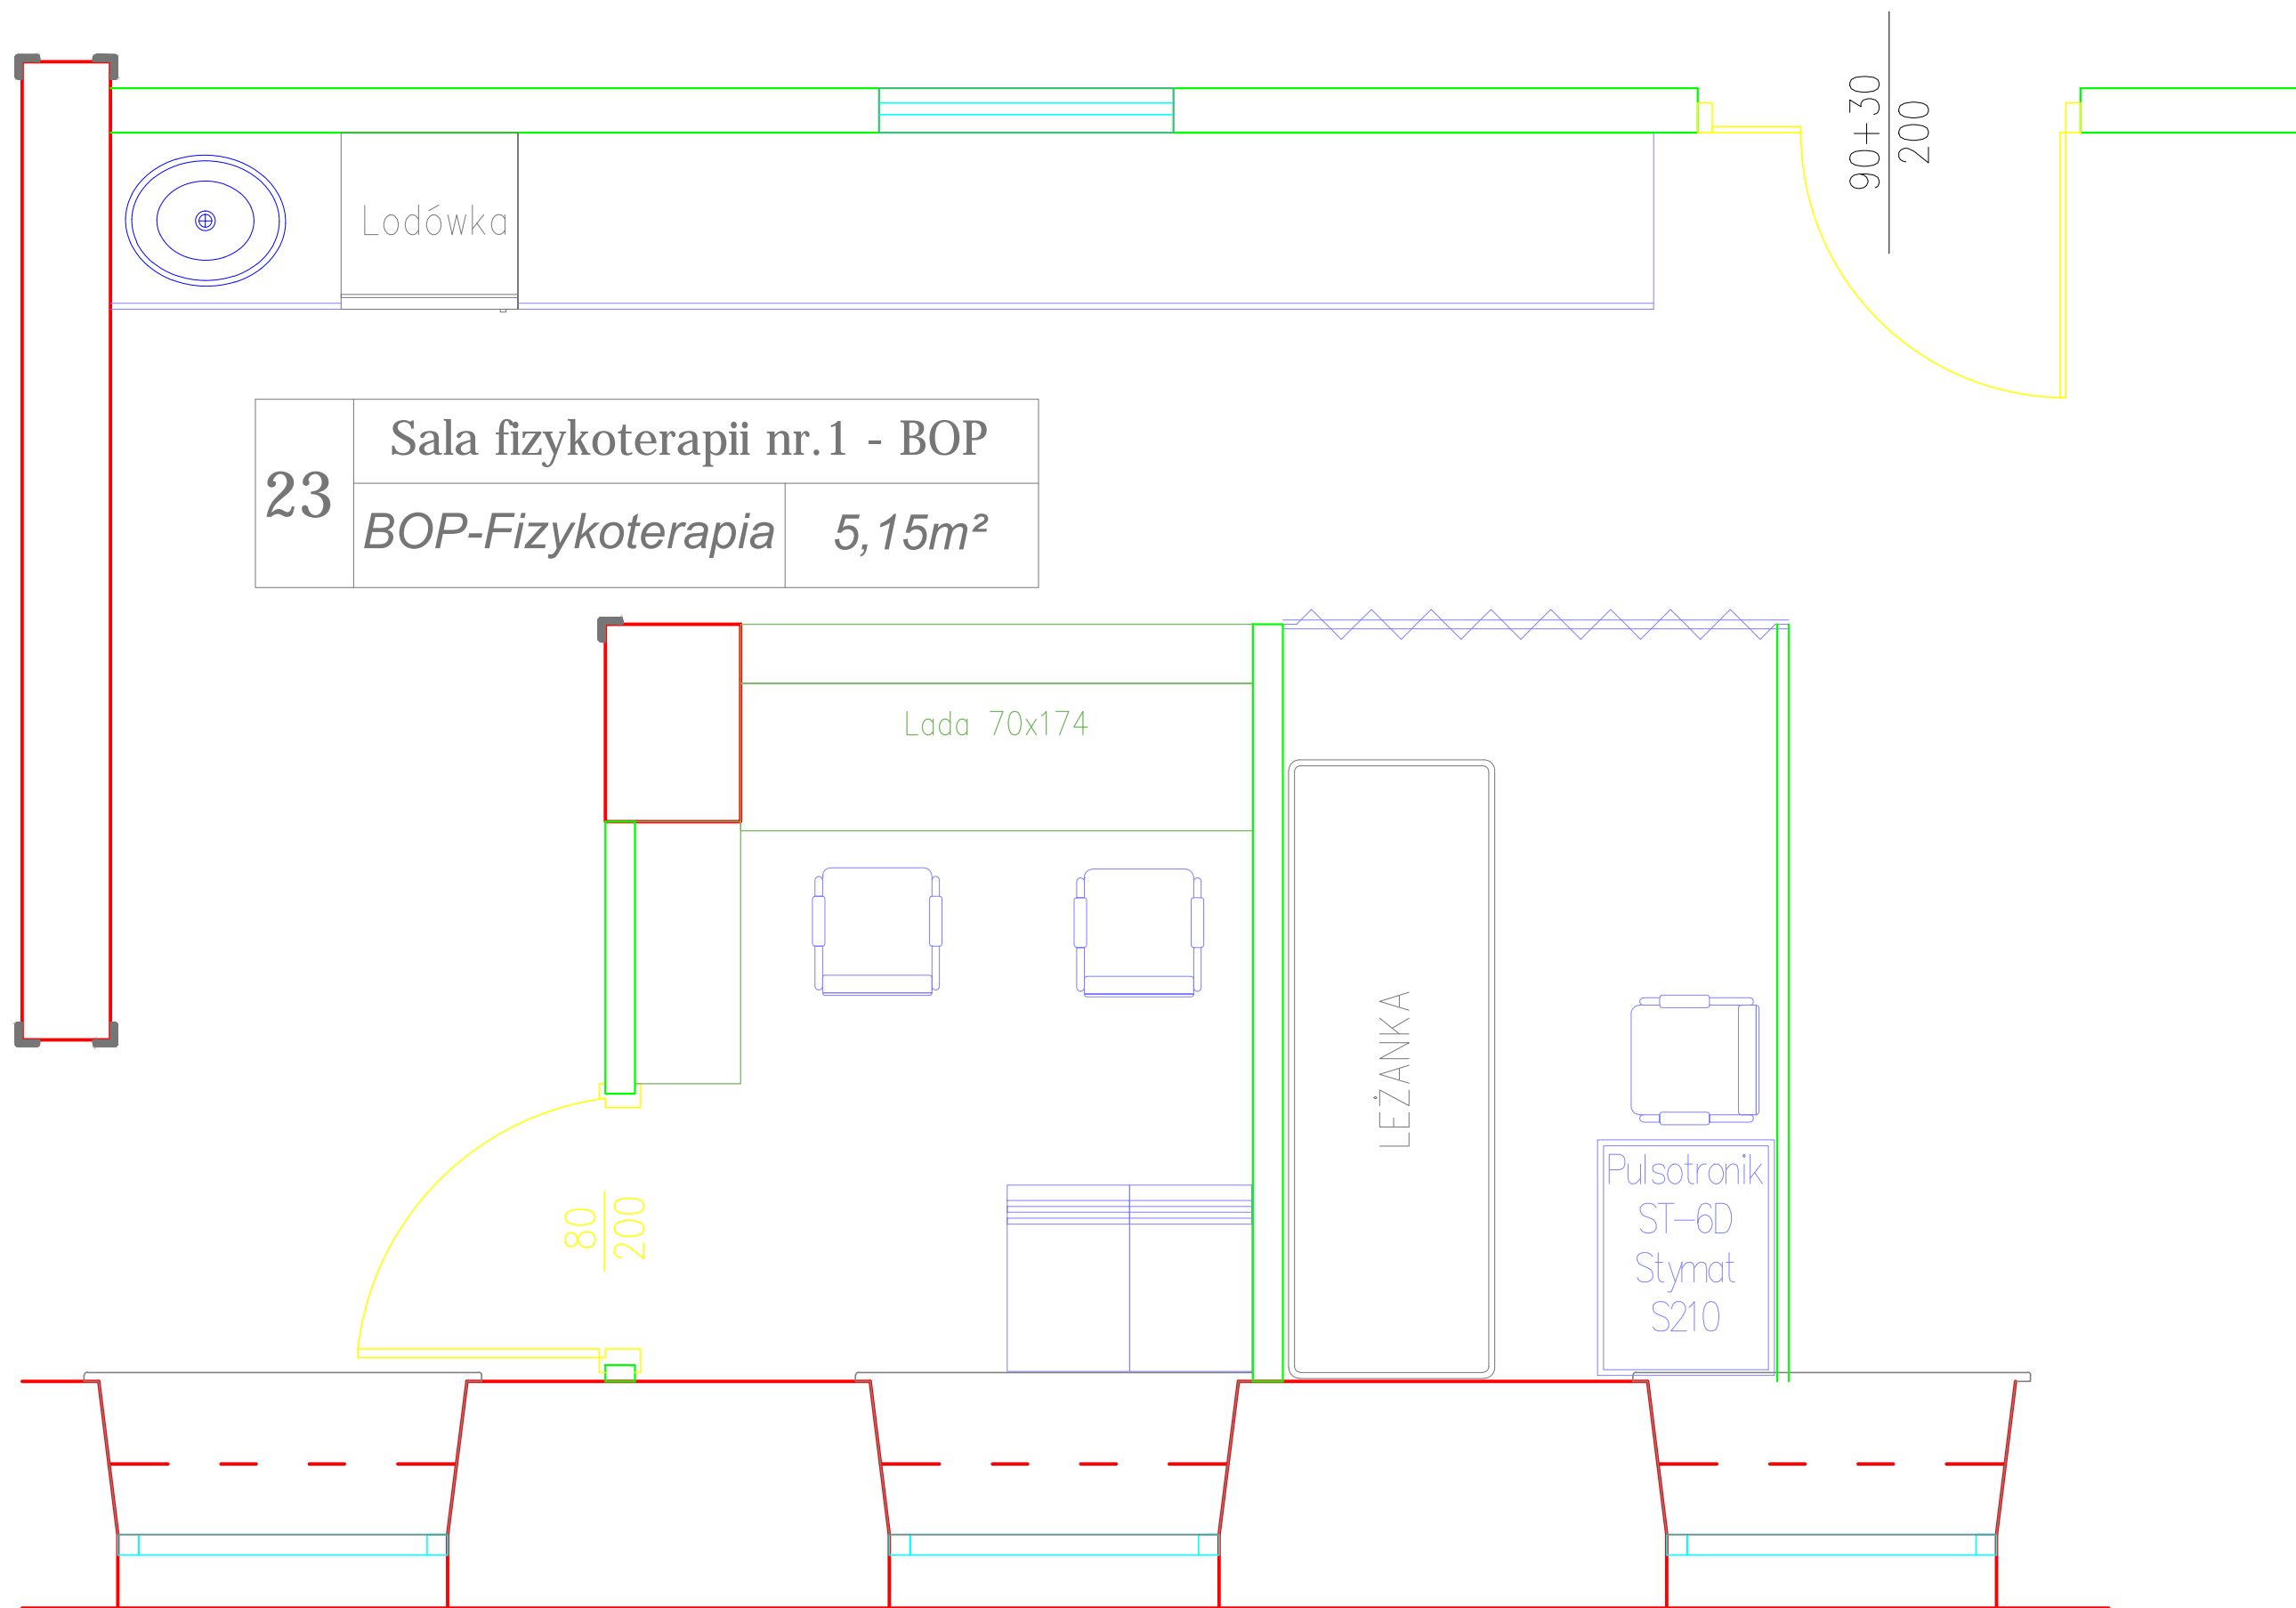 90+30
200
Lodówka
23
Sala fizykoterapii nr.1 - BOP
BOP-Fizykoterapia
5,15m²
Lada 70x174
LEŻANKA
Pulsotronik
ST-6D
Stymat
S210
80
200